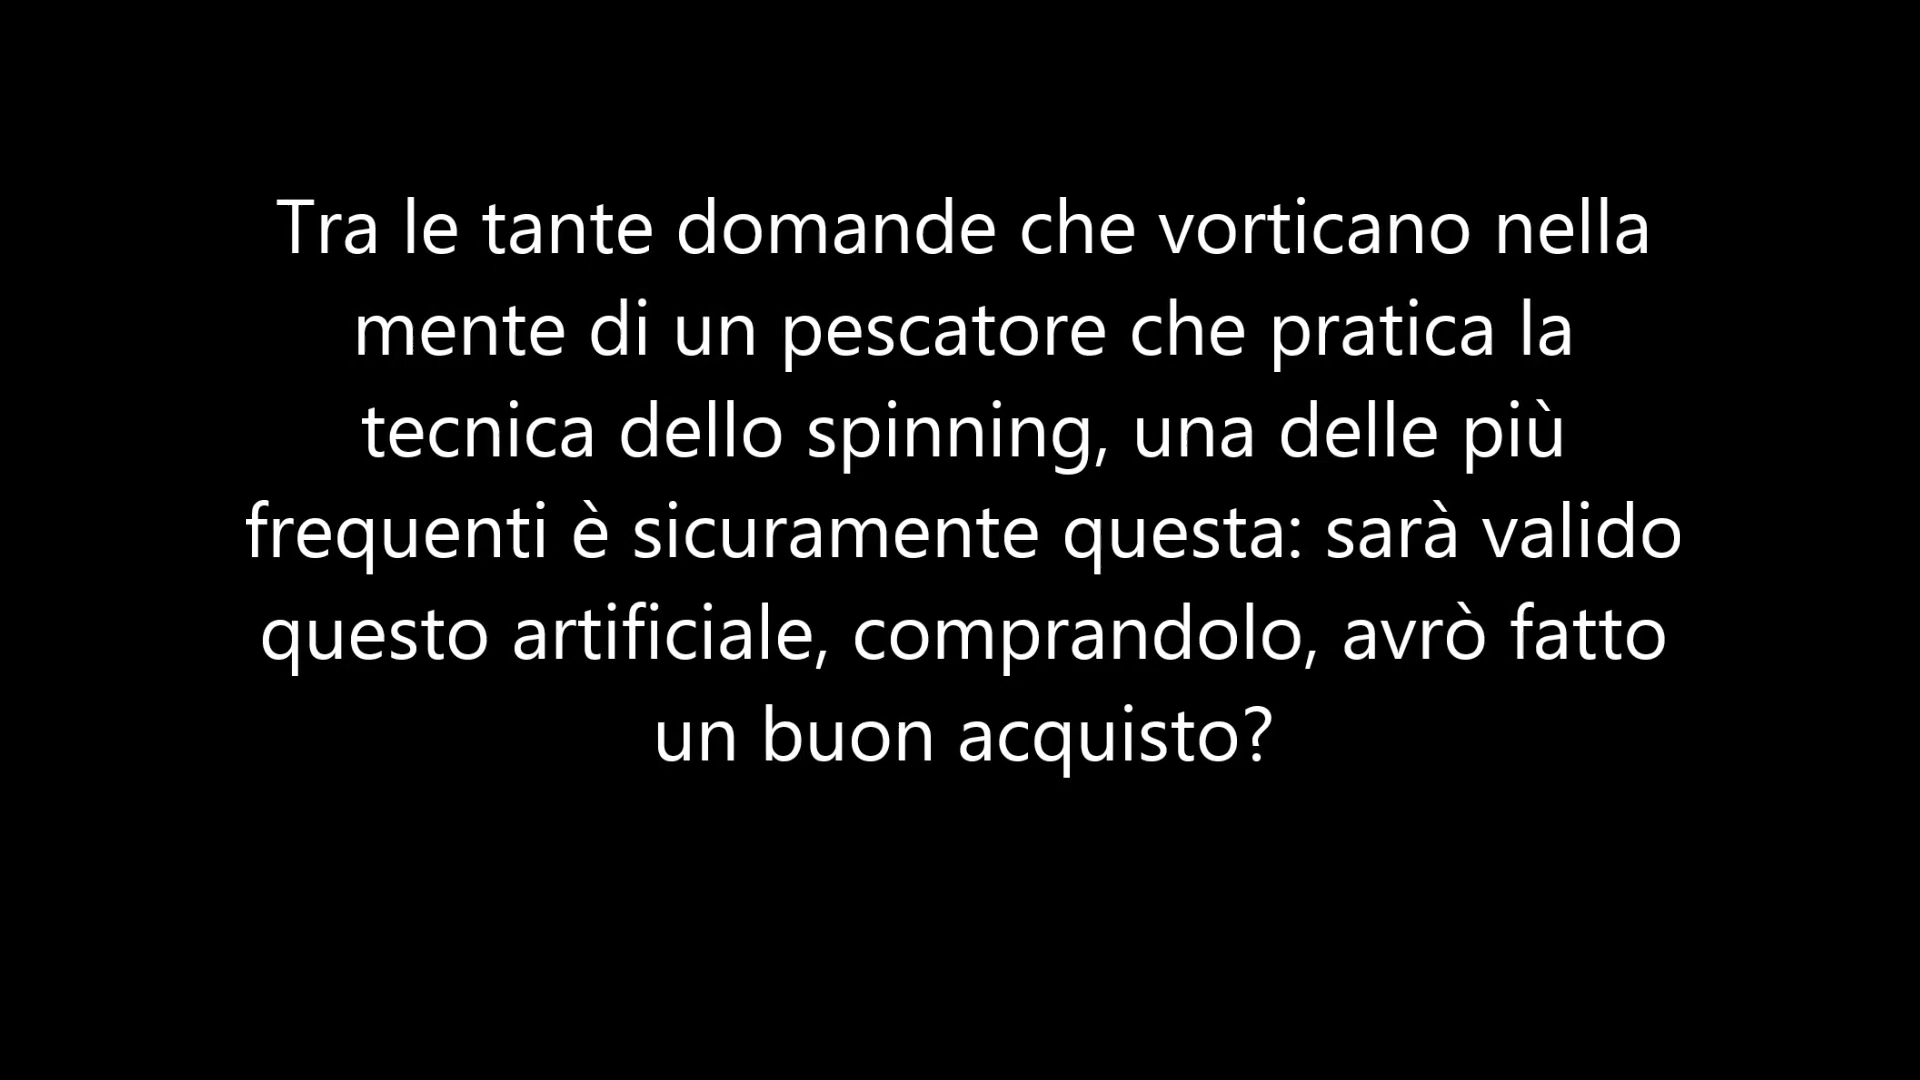 Tra le tante domande che vorticano nella
mente di un pescatore che pratica la
tecnica dello spinning, una delle più
frequenti è sicuramente questa: sarà valido
questo artificiale, comprandolo, avrò fatto
un buon acquisto?